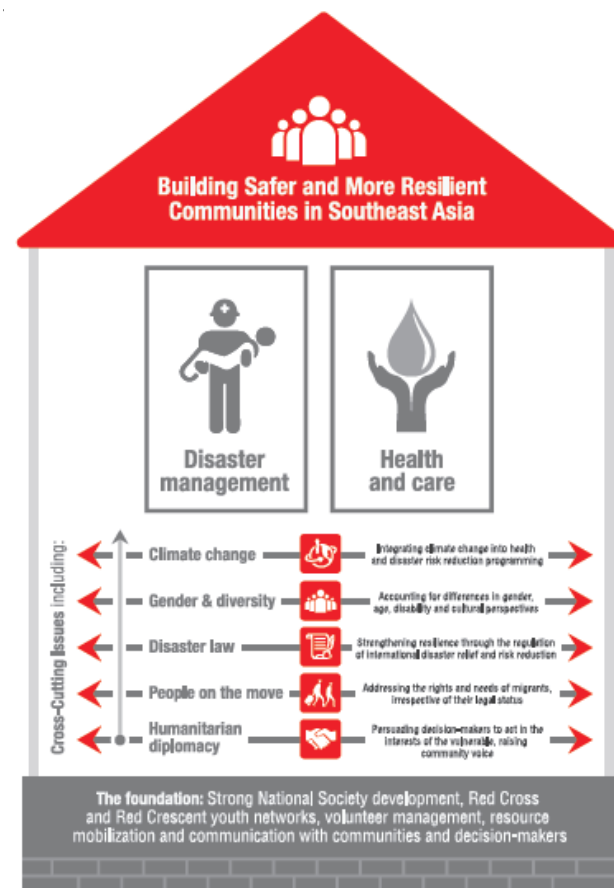 Building Safer and More Resilient
Communities in Southeast Asia
Disaster
management
Health
and care
Cross-Cutting Issues including:
Climate change
Integrating climate change into health
and disaster risk reduction programming
Gender & diversity
Accounting for differences in gender,
age, disability and cultural perspectives
Disaster law
Strengthening resilience through the regulation
of international disaster relief and risk reduction
People on the move
Addressing the rights and needs of migrants,
irrespective of their legal status
Humanitarian
diplomacy
Persuading decision-makers to act in the
interests of the vulnerable, raising
community voice
The foundation: Strong National Society development, Red Cross
and Red Crescent youth networks, volunteer management, resource
mobilization and communication with communities and decision-makers